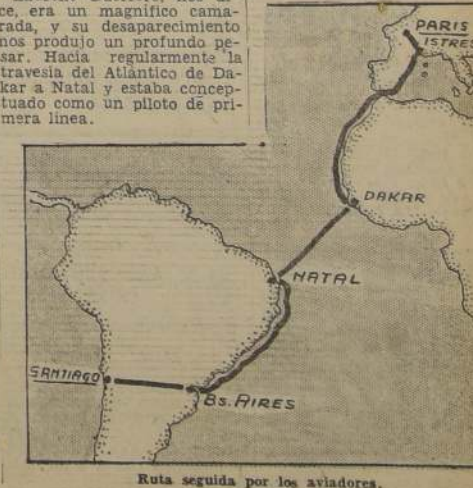 ce, era un magnífico cama-
rada, y su desaparecimiento
nos produjo un profundo pe-
sar. Hacía regularmente la
travesía del Atlántico de Da-
kar a Natal y estaba concep-
tuado como un piloto de pri-
mera línea.
PARIS
ISTRE
DAKAR
NATAL
SANTIAGO
Bs. AIRES
Ruta seguida por los aviadores.